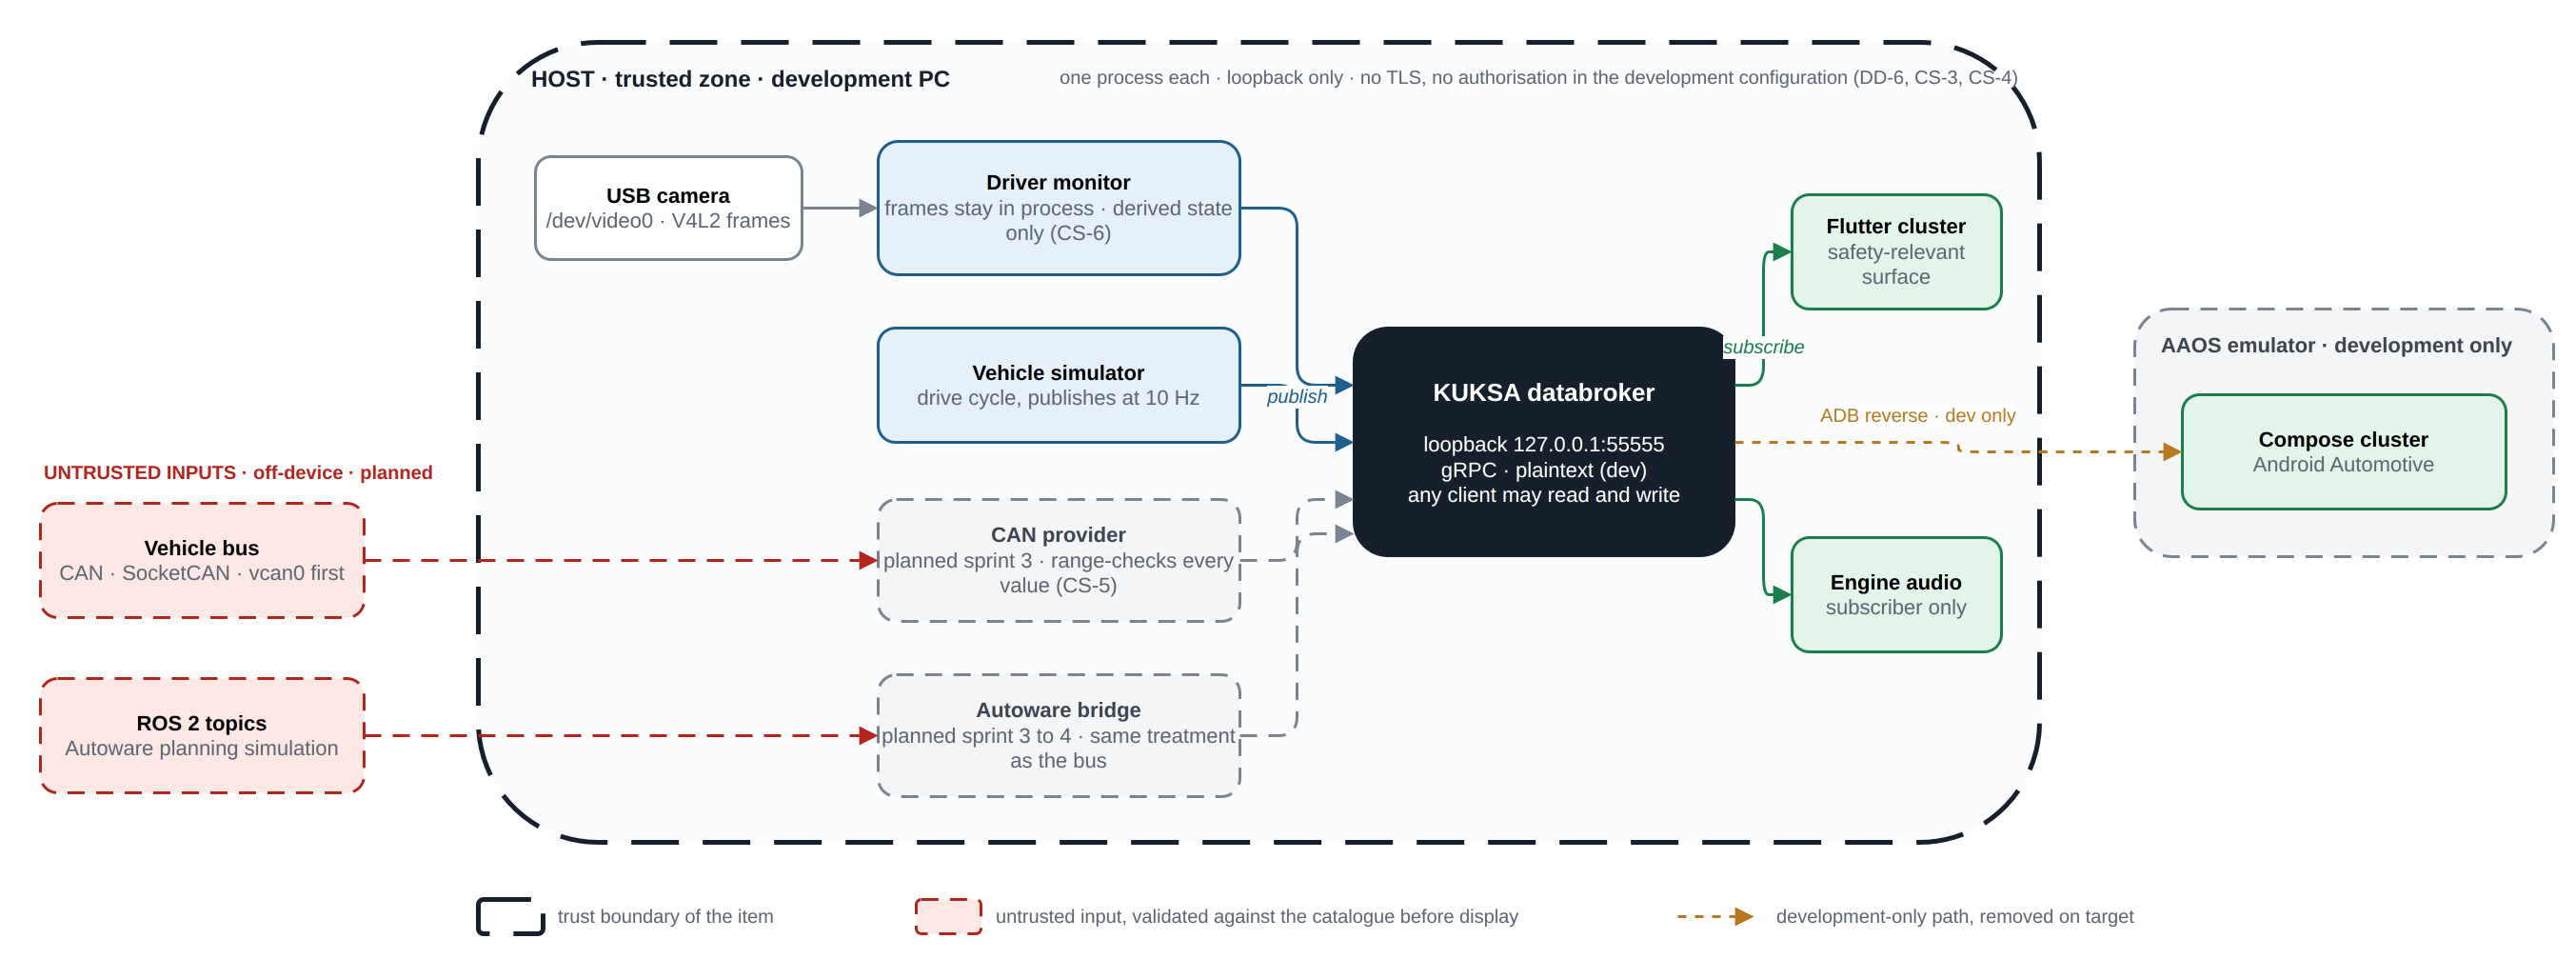 HOST · trusted zone · development PC
one process each · loopback only · no TLS, no authorisation in the development configuration (DD-6, CS-3, CS-4)
USB camera
/dev/video0 · V4L2 frames
Driver monitor
frames stay in process · derived state
only (CS-6)
Flutter cluster
safety-relevant
surface
Vehicle simulator
drive cycle, publishes at 10 Hz
publish
subscribe
KUKSA databroker
loopback 127.0.0.1:55555
gRPC · plaintext (dev)
any client may read and write
ADB reverse · dev only
AAOS emulator · development only
Compose cluster
Android Automotive
UNTRUSTED INPUTS · off-device · planned
Vehicle bus
CAN · SocketCAN · vcan0 first
CAN provider
planned sprint 3 · range-checks every
value (CS-5)
Engine audio
subscriber only
ROS 2 topics
Autoware planning simulation
Autoware bridge
planned sprint 3 to 4 · same treatment
as the bus
trust boundary of the item
untrusted input, validated against the catalogue before display
development-only path, removed on target